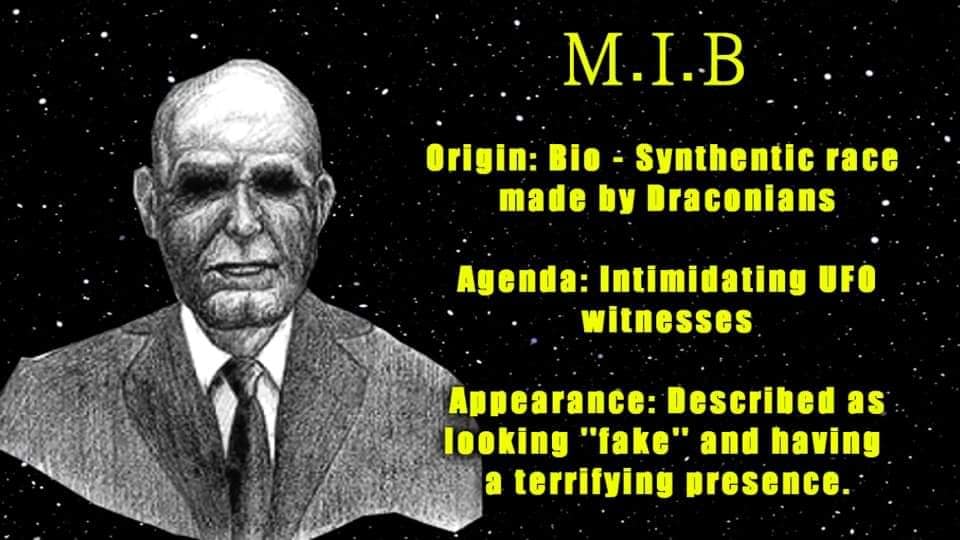 M.I.B
Origin: Bio - Synthentic race
made by Draconians
Agenda: Intimidating UFO
witnesses
Appearance: Described as
looking "fake" and having
a terrifying presence.